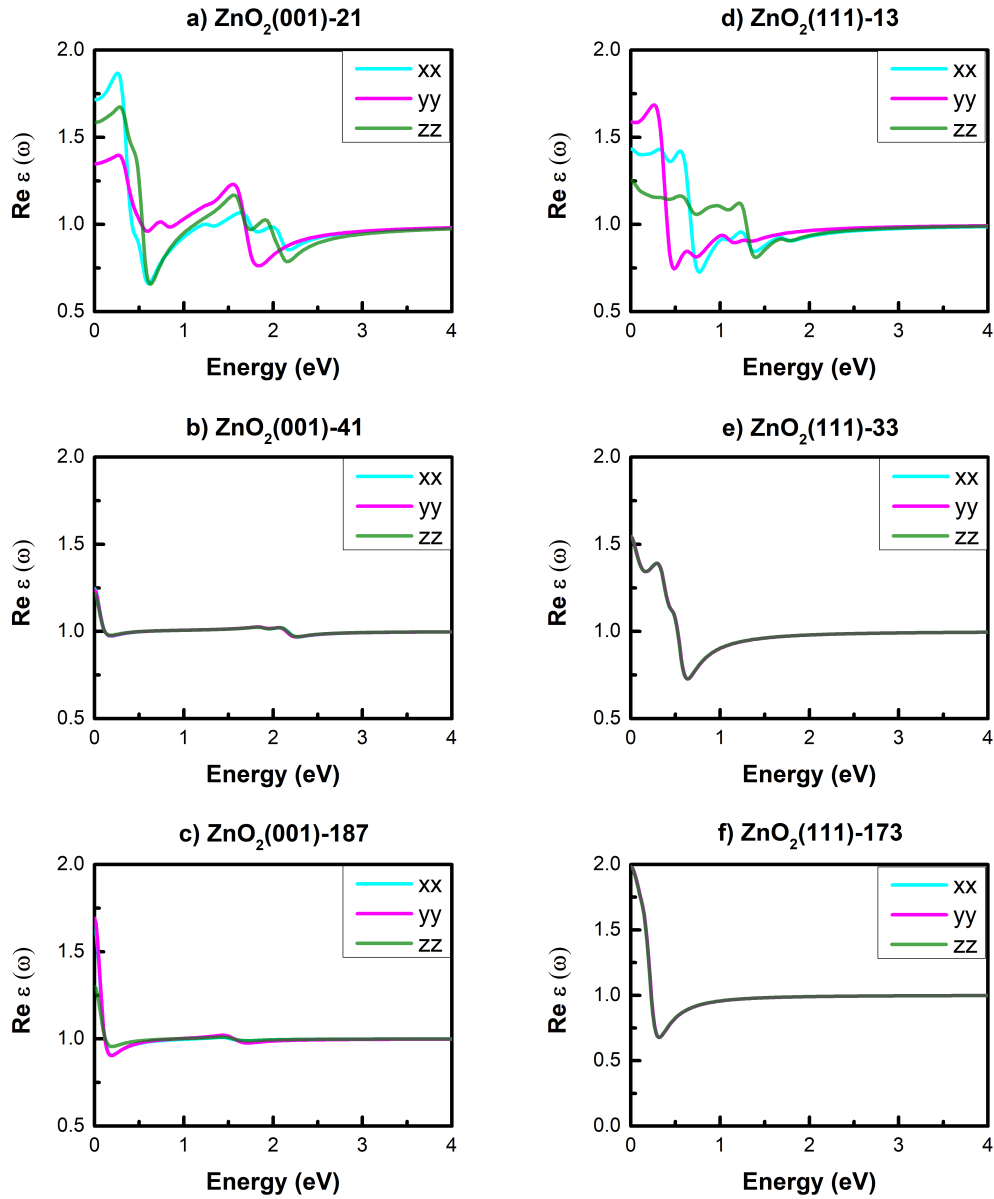 a) ZnO2(001)-21
2.0
1.5
1.0
0.5
Re ε (ω)
xx
yy
zz
0 1 2 3 4
Energy (eV)
d) ZnO2(111)-13
2.0
1.5
1.0
0.5
Re ε (ω)
xx
yy
zz
0 1 2 3 4
Energy (eV)
b) ZnO2(001)-41
2.0
1.5
1.0
0.5
Re ε (ω)
xx
yy
zz
0 1 2 3 4
Energy (eV)
e) ZnO2(111)-33
2.0
1.5
1.0
0.5
Re ε (ω)
xx
yy
zz
0 1 2 3 4
Energy (eV)
c) ZnO2(001)-187
2.0
1.5
1.0
0.5
Re ε (ω)
xx
yy
zz
0 1 2 3 4
Energy (eV)
f) ZnO2(111)-173
2.0
1.5
1.0
0.5
0.0
Re ε (ω)
xx
yy
zz
0 1 2 3 4
Energy (eV)